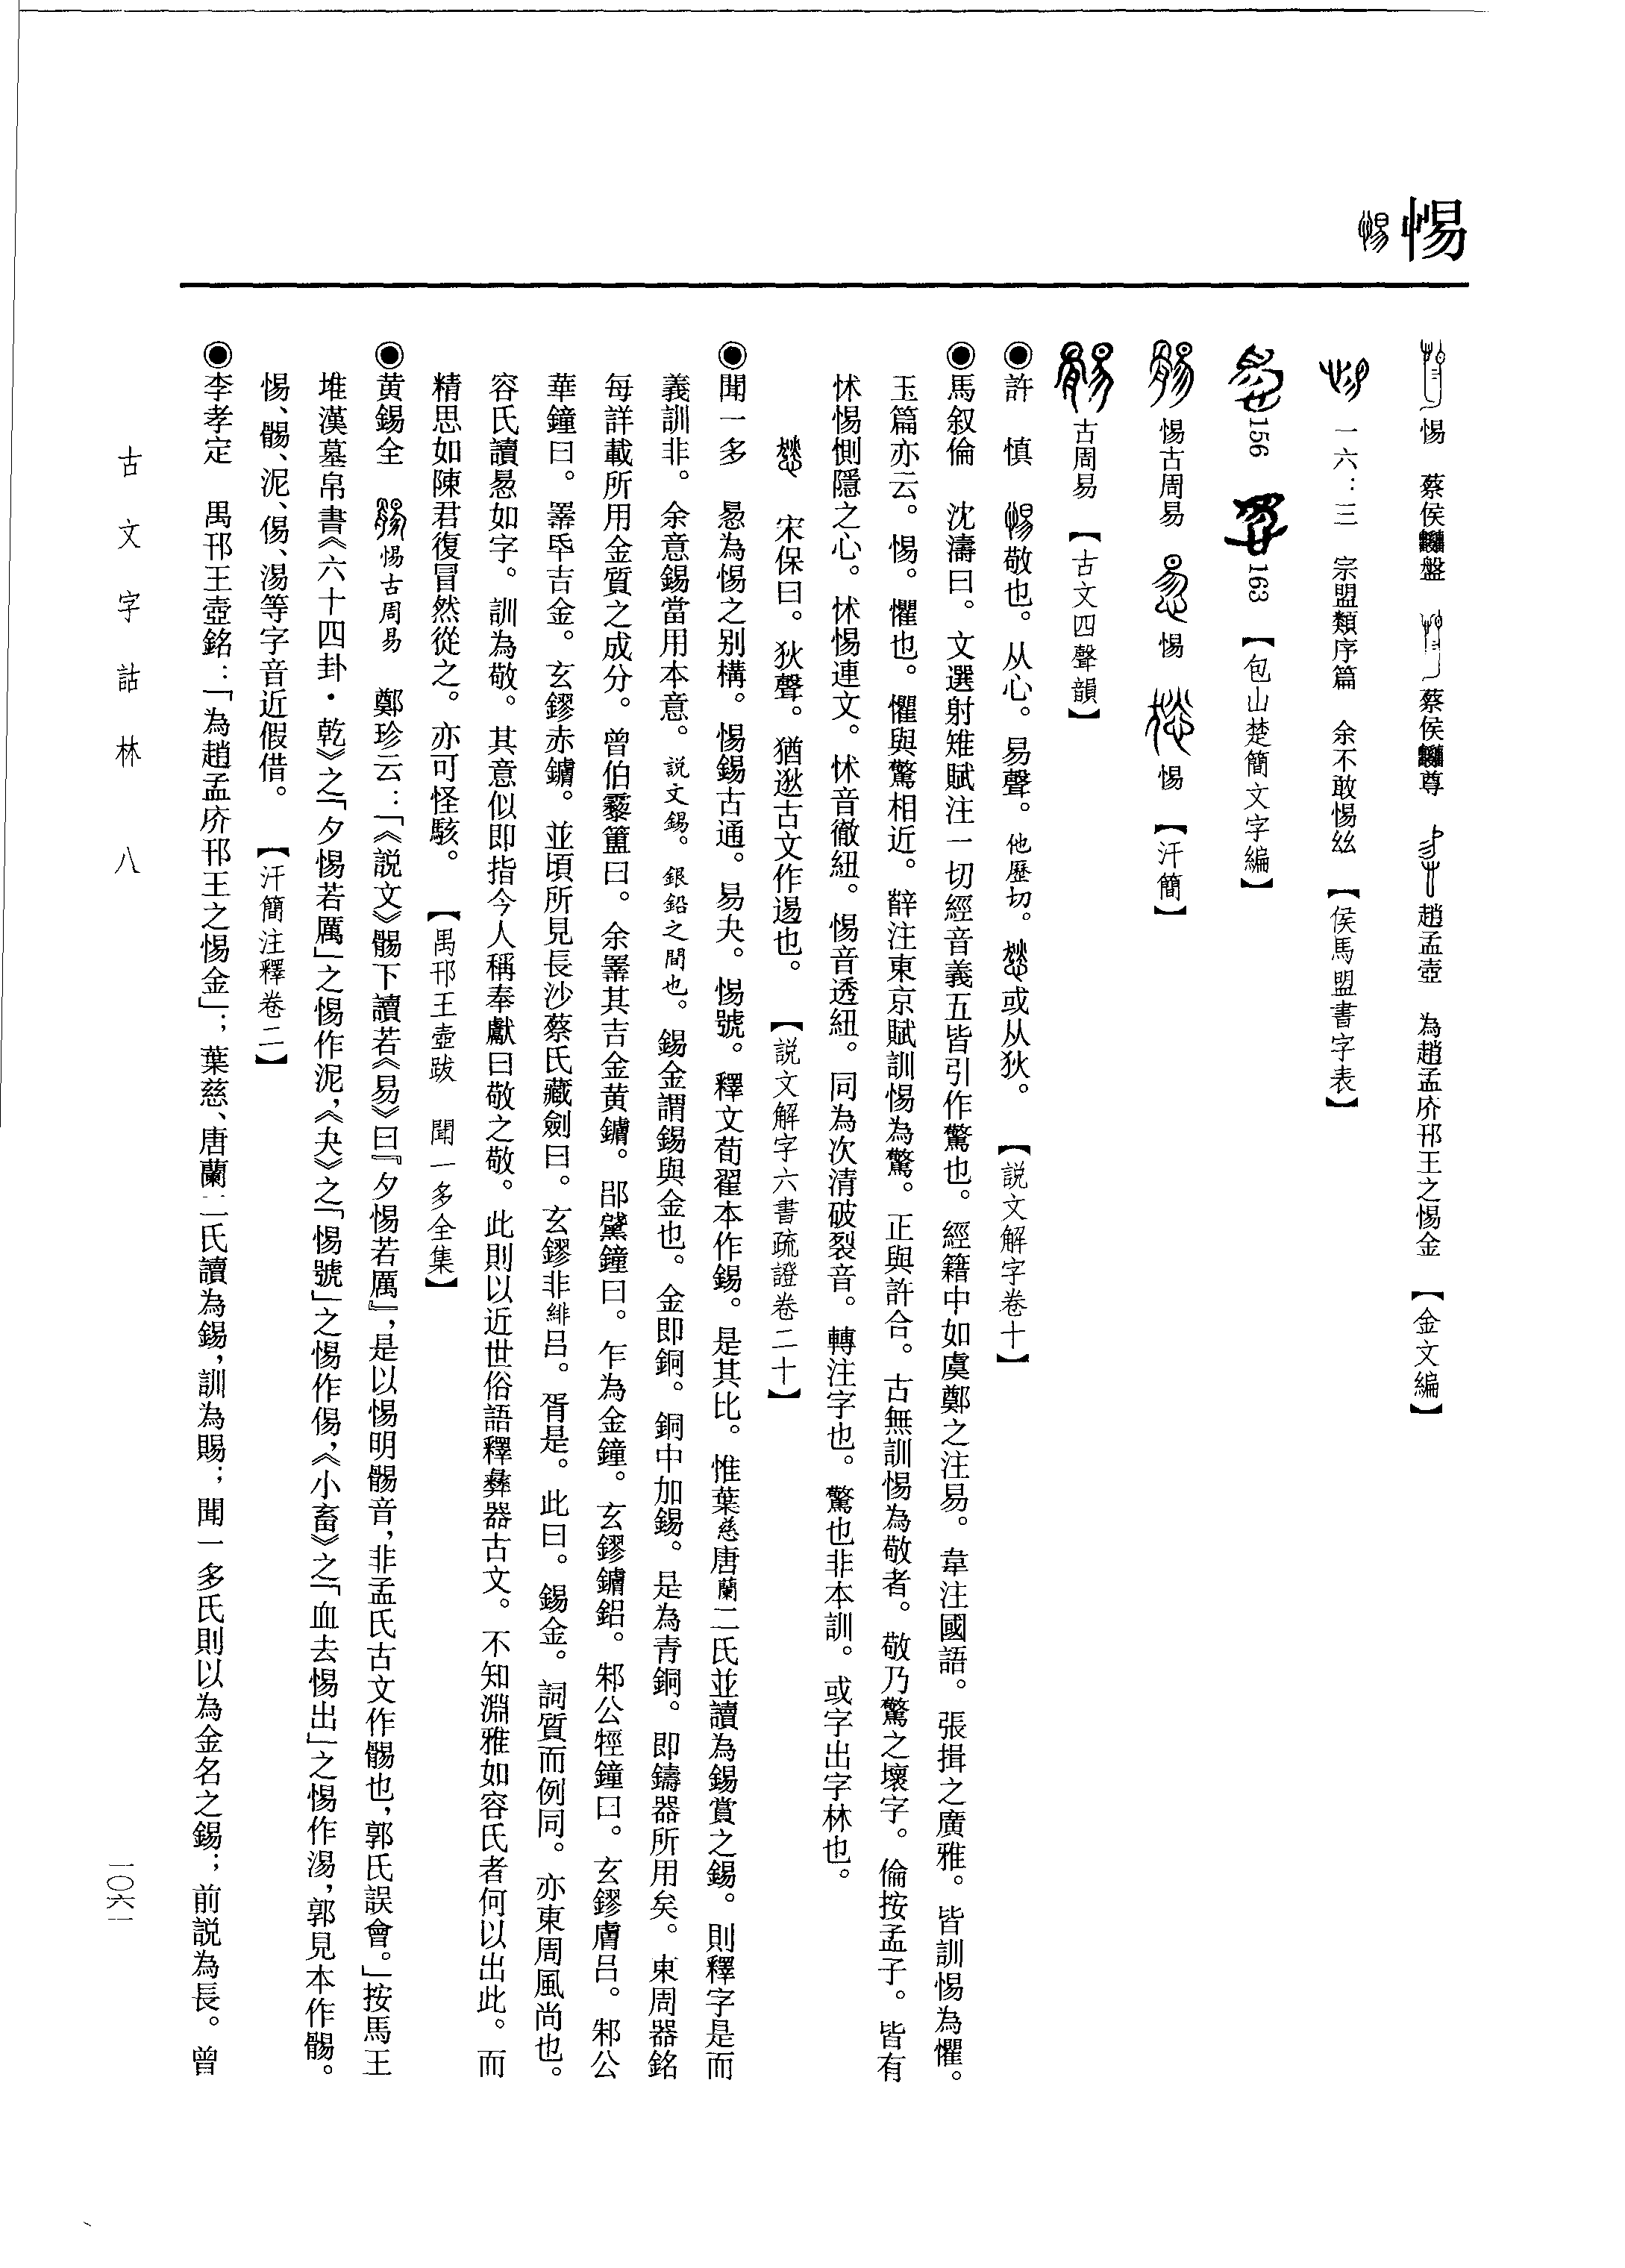 惕
惕　蔡侯盤　蔡侯尊　趙孟壺　為趙孟庎邗王之惕金　【金文編】
一六：三　宗盟類序篇　余不敢惕丝　【侯馬盟書字表】
156　163　【包山楚簡文字編】
惕古周易　惕　惕　【汗簡】
古周易　【古文四聲韻】
◉許　慎　惕敬也。从心。易聲。他歷切。悐或从狄。　【説文解字卷十】
◉馬叙倫　沈濤曰。文選射雉賦注一切經音義五皆引作驚也。經籍中如虞鄭之注易。韋注國語。張揖之廣雅。皆訓惕為懼。
玉篇亦云。惕。懼也。懼與驚相近。薛注東京賦訓惕為驚。正與許合。古無訓惕為敬者。敬乃驚之壞字。倫按孟子。皆有
怵惕惻隱之心。怵惕連文。怵音徹紐。惕音透紐。同為次清破裂音。轉注字也。驚也非本訓。或字出字林也。
悐　宋保曰。狄聲。猶逖古文作逷也。　【説文解字六書疏證卷二十】
◉聞一多　惖為惕之别構。惕錫古通。易夬。惕號。釋文荀翟本作錫。是其比。惟葉慈唐蘭二氏並讀為錫賞之錫。則釋字是而
義訓非。余意錫當用本意。説文錫。銀鉛之間也。錫金謂錫與金也。金即銅。銅中加錫。是為青銅。即鑄器所用矣。東周器銘
每詳載所用金質之成分。曾伯霥簠曰。余擇其吉金黄鏞。郘黛鐘曰。乍為金鐘。玄鏐鏞鋁。邾公牼鐘曰。玄鏐膚吕。邾公
華鐘曰。擇氒吉金。玄鏐赤鏞。並頃所見長沙蔡氏藏劍曰。玄鏐非緋吕。胥是。此曰。錫金。詞質而例同。亦東周風尚也。
容氏讀惖如字。訓為敬。其意似即指今人稱奉獻曰敬之敬。此則以近世俗語釋彝器古文。不知淵雅如容氏者何以出此。而
精思如陳君復冒然從之。亦可怪駭。　【禺邗王壺跋　聞一多全集】
◉黄錫全　惕古周易　鄭珍云：「《説文》䯜下讀若《易》曰『夕惕若厲』，是以惕明䯜音，非孟氏古文作䯜也，郭氏誤會。」按馬王
堆漢墓帛書《六十四卦·乾》之「夕惕若厲」之惕作泥，《夬》之「惕號」之惕作傷，《小畜》之「血去惕出」之惕作湯，郭見本作䯜。
惕、䯜、泥、傷、湯等字音近假借。　【汗簡注釋卷二】
◉李孝定　禺邗王壺銘：「為趙孟庎邗王之惕金」；葉慈、唐蘭二氏讀為錫，訓為賜；聞一多氏則以為金名之錫；前説為長。曾
古文字詁林　八
一〇六一